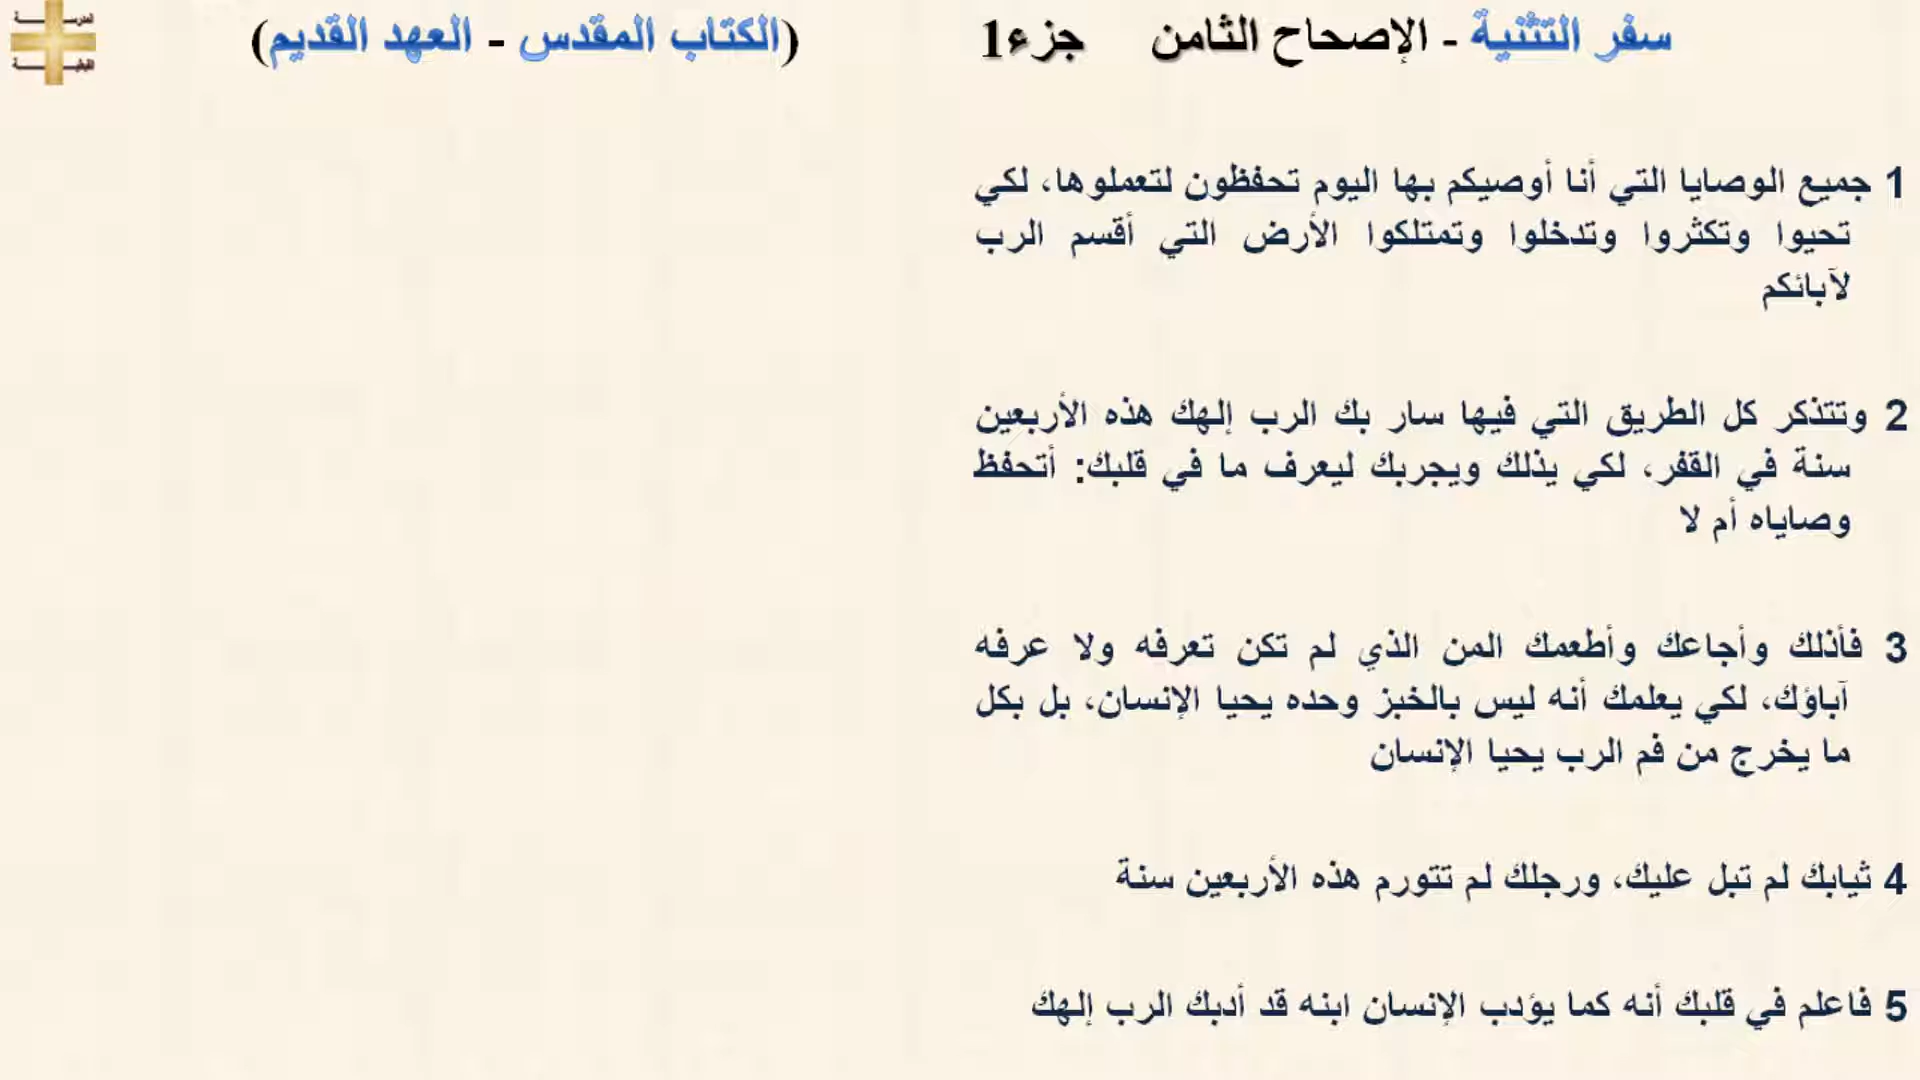 سفر التثنية - الإصحاح الثامن جزء1 (الكتاب المقدس - العهد القديم)
1 جميع الوصايا التي أنا أوصيكم بها اليوم تحفظون لتعملوها، لكي
تحيوا وتكثروا وتدخلوا وتمتلكوا الأرض التي أقسم الرب
لآبائكم
2 وتتذكر كل الطريق التي فيها سار بك الرب إلهك هذه الأربعين
سنة في القفر، لكي يذلك ويجربك ليعرف ما في قلبك: أتحفظ
وصاياه أم لا
3 فأذلك وأجاعك وأطعمك المن الذي لم تكن تعرفه ولا عرفه
آباؤك، لكي يعلمك أنه ليس بالخبز وحده يحيا الإنسان، بل بكل
ما يخرج من فم الرب يحيا الإنسان
4 ثيابك لم تبل عليك، ورجلك لم تتورم هذه الأربعين سنة
5 فاعلم في قلبك أنه كما يؤدب الإنسان ابنه قد أدبك الرب إلهك